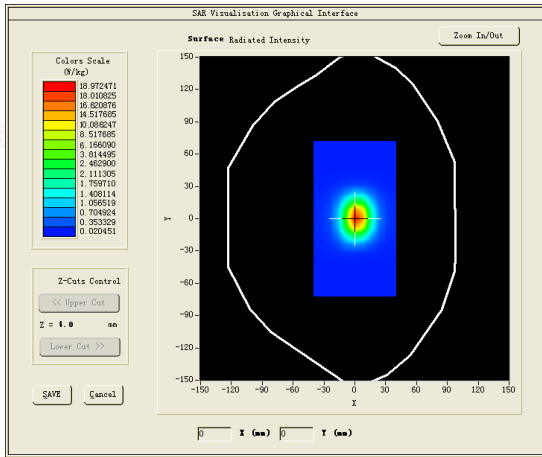 SAR Visualisation Graphical Interface
Surface Radiated Intensity
Zoom In/Out
Colors Scale
(W/kg)
18.972471
18.010825
16.620876
14.517685
10.086247
8.517685
6.166090
3.814495
2.462900
2.111305
1.759710
1.408114
1.056519
0.704924
0.353329
0.020451
Z-Cuts Control
<< Upper Cut
Z = 4.0 mm
Lower Cut >>
SAVE
Cancel
150
120
90
60
30
0
-30
-60
-90
-120
-150
Y
-150 -120 -90 -60 -30 0 30 60 90 120 150
X
0 X (mm) 0 Y (mm)